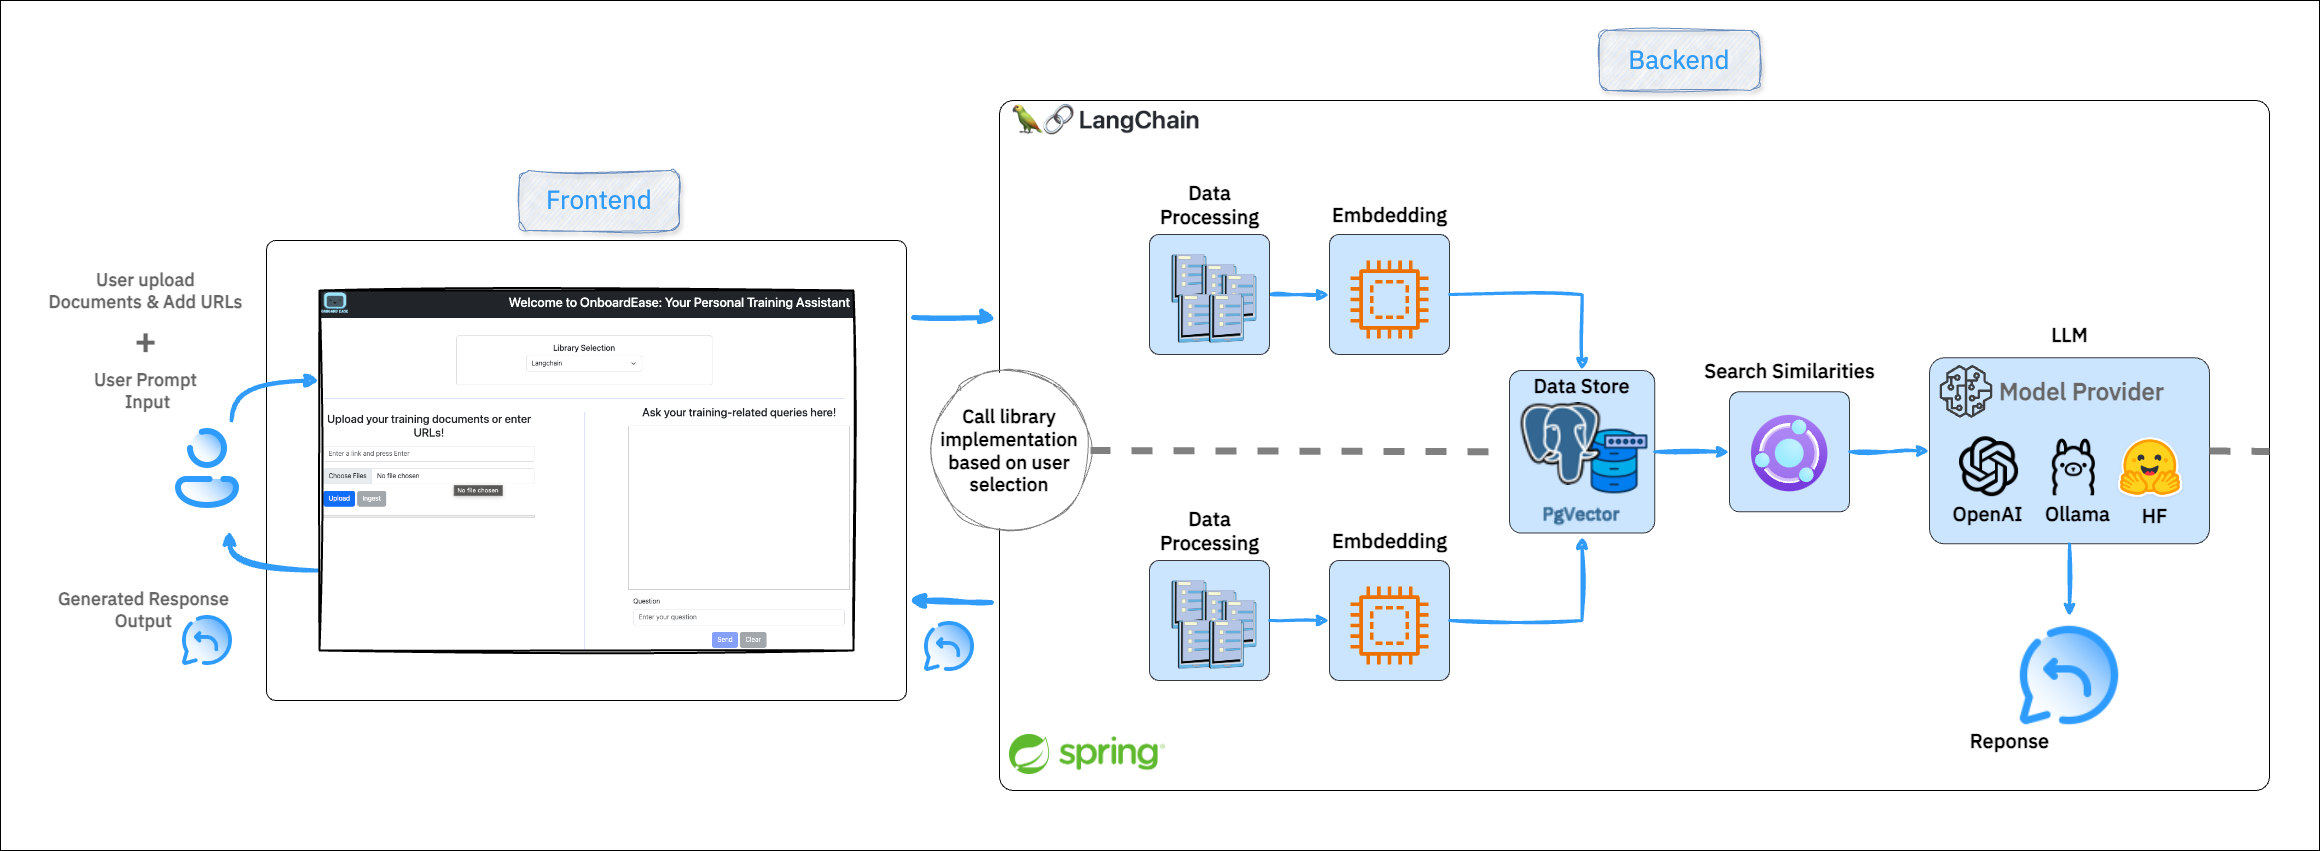 Backend
LangChain
Frontend
Data
Processing
Embdedding
User upload
Documents & Add URLs
+
User Prompt
Input
ONBOARD EASE
Welcome to OnboardEase: Your Personal Training Assistant
Library Selection
Langchain
Upload your training documents or enter
URLs!
Enter a link and press Enter
Choose Files No file chosen
No file chosen
Upload Ingest
Ask your training-related queries here!
Question
Enter your question
Send Clear
Generated Response
Output
Call library
implementation
based on user
selection
Data Store
PgVector
Search Similarities
LLM
Model Provider
OpenAI Ollama HF
Data
Processing
Embdedding
Reponse
spring